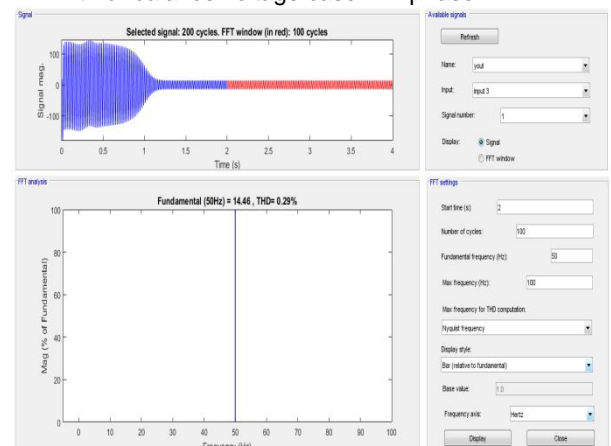 Signal
Selected signal: 200 cycles. FFT window (in red): 100 cycles
100
0
-100
Signal mag.
0 0.5 1 1.5 2 2.5 3 3.5 4
Time (s)
Available signals
Refresh
Name: yout
Input: input 3
Signal number: 1
Display: Signal
FFT window
FFT analysis
Fundamental (50Hz) = 14.46 , THD= 0.29%
100
80
60
40
20
0
Mag (% of Fundamental)
0 10 20 30 40 50 60 70 80 90 100
FFT settings
Start time (s): 2
Number of cycles: 100
Fundamental frequency (Hz): 50
Max frequency (Hz): 100
Max frequency for THD computation:
Nyquist frequency
Display style:
Bar (relative to fundamental)
Base value: 1.0
Frequency axis: Hertz
Display Close